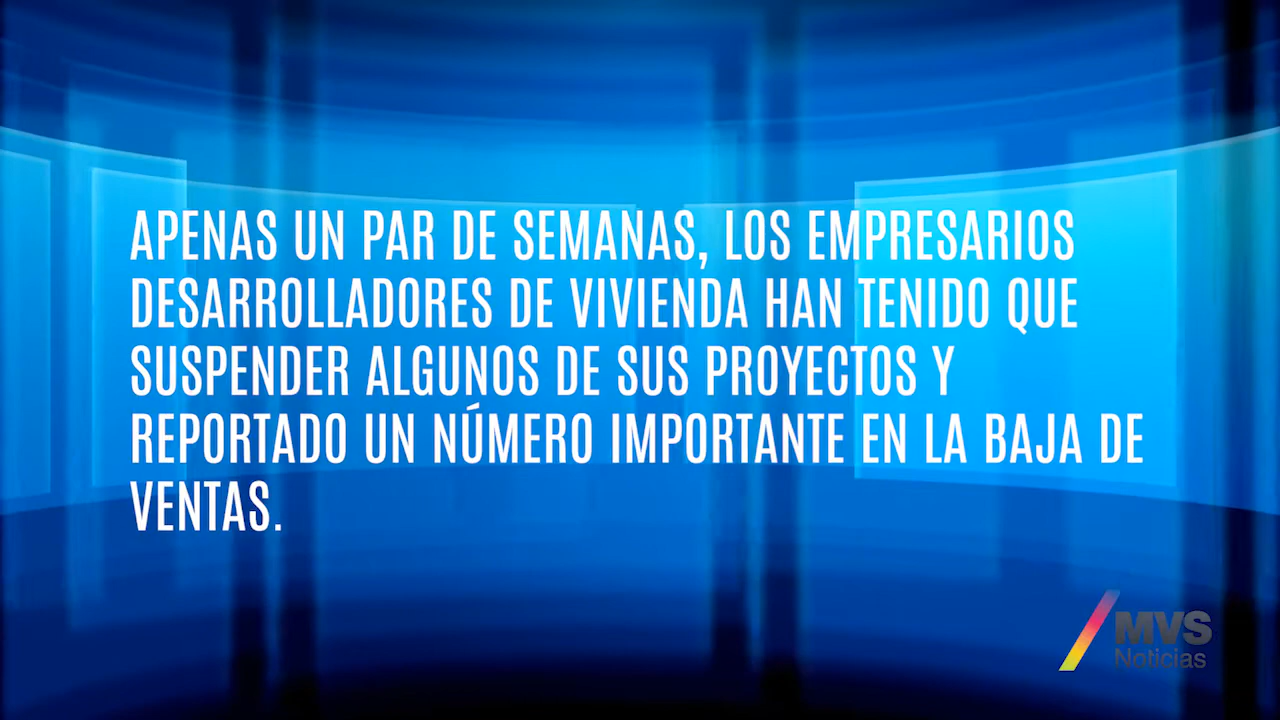 APENAS UN PAR DE SEMANAS, LOS EMPRESARIOS
DESARROLLADORES DE VIVIENDA HAN TENIDO QUE
SUSPENDER ALGUNOS DE SUS PROYECTOS Y
REPORTADO UN NÚMERO IMPORTANTE EN LA BAJA DE
VENTAS.
MVS
Noticias